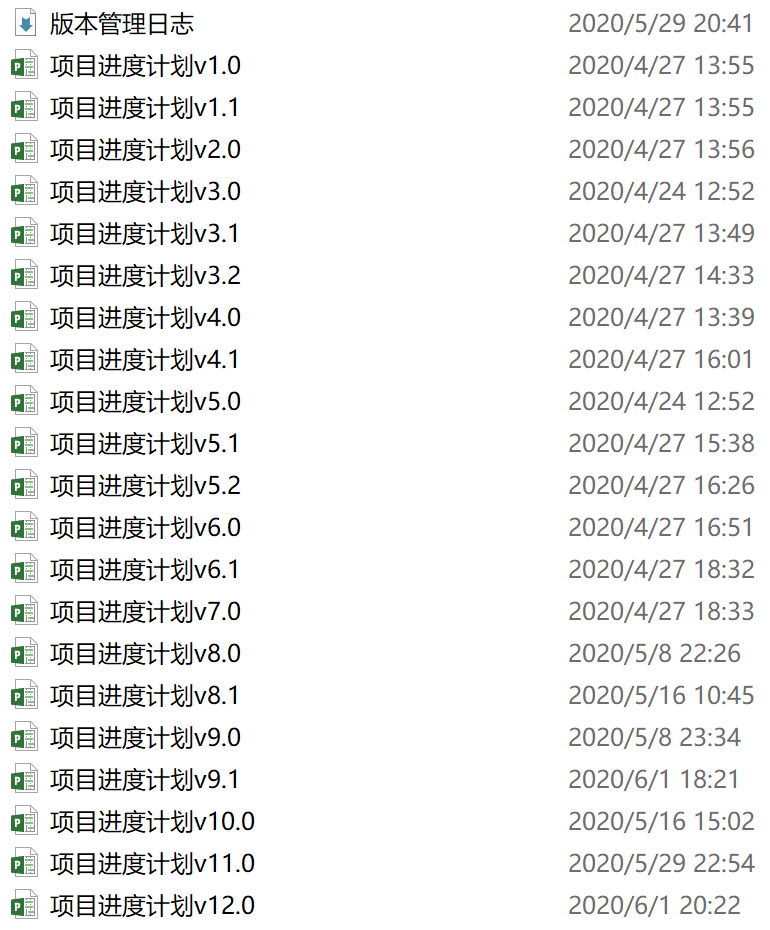 版本管理日志 2020/5/29 20:41
项目进度计划v1.0 2020/4/27 13:55
项目进度计划v1.1 2020/4/27 13:55
项目进度计划v2.0 2020/4/27 13:56
项目进度计划v3.0 2020/4/24 12:52
项目进度计划v3.1 2020/4/27 13:49
项目进度计划v3.2 2020/4/27 14:33
项目进度计划v4.0 2020/4/27 13:39
项目进度计划v4.1 2020/4/27 16:01
项目进度计划v5.0 2020/4/24 12:52
项目进度计划v5.1 2020/4/27 15:38
项目进度计划v5.2 2020/4/27 16:26
项目进度计划v6.0 2020/4/27 16:51
项目进度计划v6.1 2020/4/27 18:32
项目进度计划v7.0 2020/4/27 18:33
项目进度计划v8.0 2020/5/8 22:26
项目进度计划v8.1 2020/5/16 10:45
项目进度计划v9.0 2020/5/8 23:34
项目进度计划v9.1 2020/6/1 18:21
项目进度计划v10.0 2020/5/16 15:02
项目进度计划v11.0 2020/5/29 22:54
项目进度计划v12.0 2020/6/1 20:22